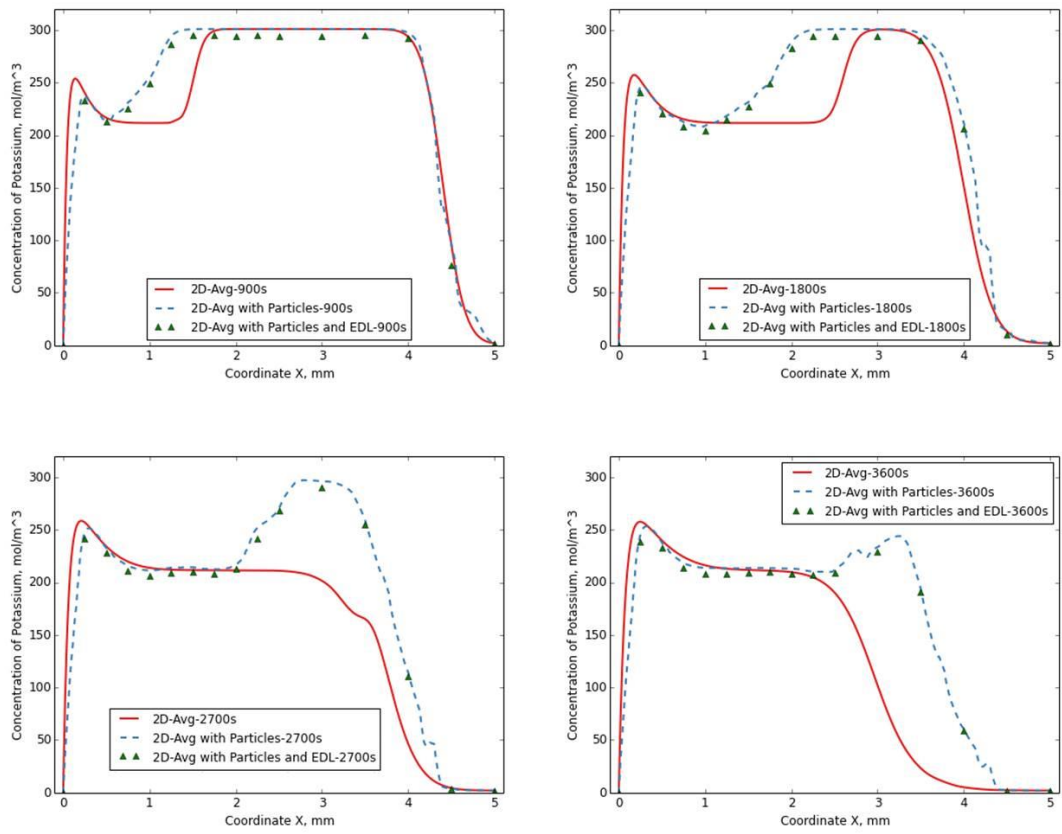 Concentration of Potassium, mol/m^3
300
250
200
150
100
50
0
2D-Avg-900s
2D-Avg with Particles-900s
2D-Avg with Particles and EDL-900s
0 1 2 3 4 5
Coordinate X, mm
Concentration of Potassium, mol/m^3
300
250
200
150
100
50
0
2D-Avg-1800s
2D-Avg with Particles-1800s
2D-Avg with Particles and EDL-1800s
0 1 2 3 4 5
Coordinate X, mm
Concentration of Potassium, mol/m^3
300
250
200
150
100
50
0
2D-Avg-2700s
2D-Avg with Particles-2700s
2D-Avg with Particles and EDL-2700s
0 1 2 3 4 5
Coordinate X, mm
Concentration of Potassium, mol/m^3
300
250
200
150
100
50
0
2D-Avg-3600s
2D-Avg with Particles-3600s
2D-Avg with Particles and EDL-3600s
0 1 2 3 4 5
Coordinate X, mm